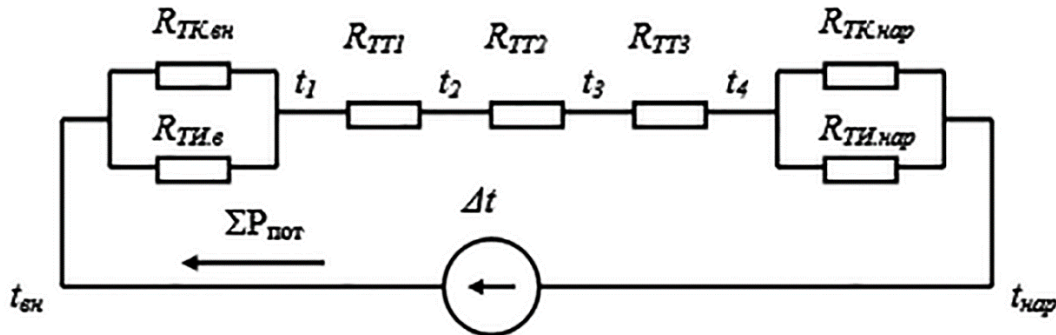 R_ТК.вн
R_ТТ1
R_ТТ2
R_ТТ3
R_ТК.нар
t_1
t_2
t_3
t_4
R_ТИ.в
R_ТИ.нар
ΣP_пот
Δt
t_вн
t_нар